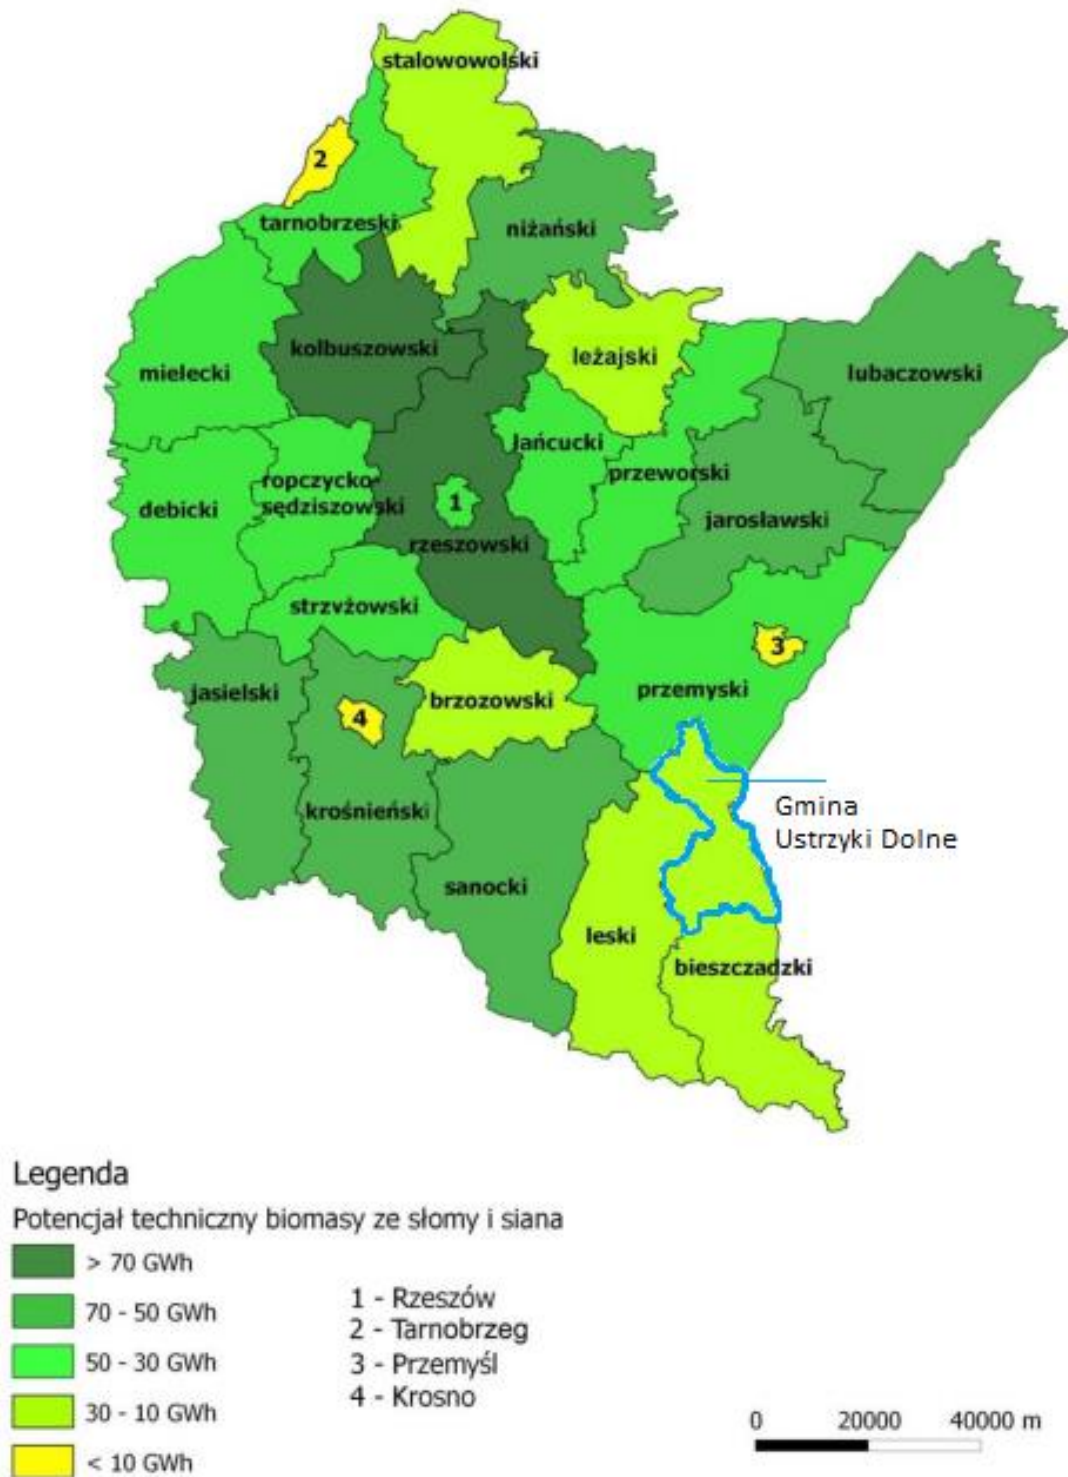 stalowowolski
2
tarnobrzeski
niżański
kolbuszowski
leżajski
mielecki
lubaczowski
łańcucki
ropczycko-
sędziszowski
przeworski
debicki
1
jarosławski
rzeszowski
strzvżowski
3
jasielski
brzozowski
przemyski
4
krośnieński
Gmina
Ustrzyki Dolne
sanocki
leski
bieszczadzki
Legenda
Potencjał techniczny biomasy ze słomy i siana
> 70 GWh
70 - 50 GWh
50 - 30 GWh
30 - 10 GWh
< 10 GWh
1 - Rzeszów
2 - Tarnobrzeg
3 - Przemyśl
4 - Krosno
0 20000 40000 m